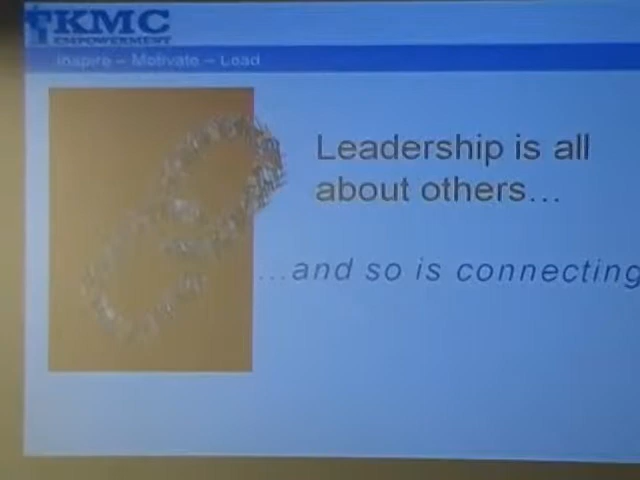 KMC
EMPOWERMENT
Inspire – Motivate – Lead
Leadership is all
about others…
…and so is connecting